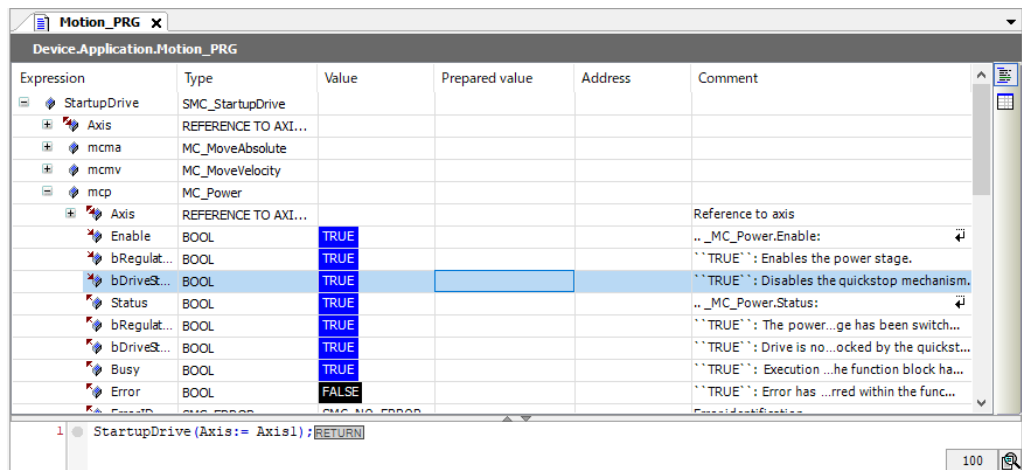 Motion_PRG X
Device.Application.Motion_PRG
Expression Type Value Prepared value Address Comment
StartupDrive SMC_StartupDrive
Axis REFERENCE TO AXI...
mcma MC_MoveAbsolute
mcmv MC_MoveVelocity
mcp MC_Power
Axis REFERENCE TO AXI... Reference to axis
Enable BOOL TRUE .. _MC_Power.Enable:
bRegulat... BOOL TRUE ``TRUE``: Enables the power stage.
bDriveSt... BOOL TRUE ``TRUE``: Disables the quickstop mechanism.
Status BOOL TRUE .. _MC_Power.Status:
bRegulat... BOOL TRUE ``TRUE``: The power...ge has been switch...
bDriveSt... BOOL TRUE ``TRUE``: Drive is no...ocked by the quickst...
Busy BOOL TRUE ``TRUE``: Execution ...he function block ha...
Error BOOL FALSE ``TRUE``: Error has ...rred within the func...
ErrorID SMC_ERROR SMC_NO_ERROR Error identification
1 StartupDrive(Axis:= Axis1);RETURN
100